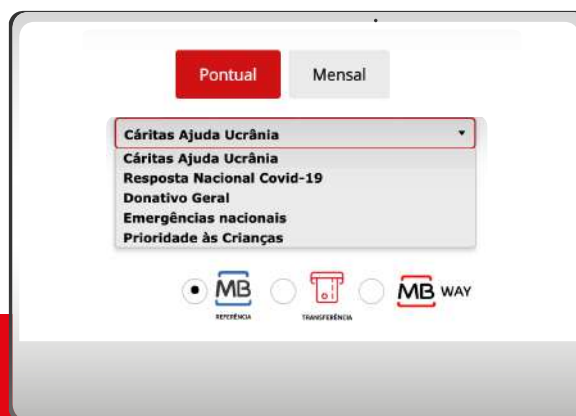 Pontual Mensal
Cáritas Ajuda Ucrânia
Cáritas Ajuda Ucrânia
Resposta Nacional Covid-19
Donativo Geral
Emergências nacionais
Prioridade às Crianças
MB MB WAY
REFERÊNCIA TRANSFERÊNCIA